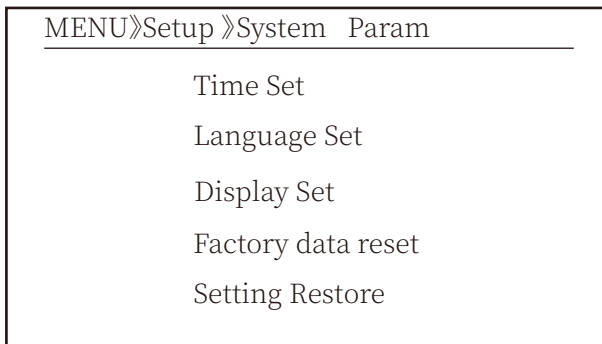 MENU》Setup 》System Param
Time Set
Language Set
Display Set
Factory data reset
Setting Restore